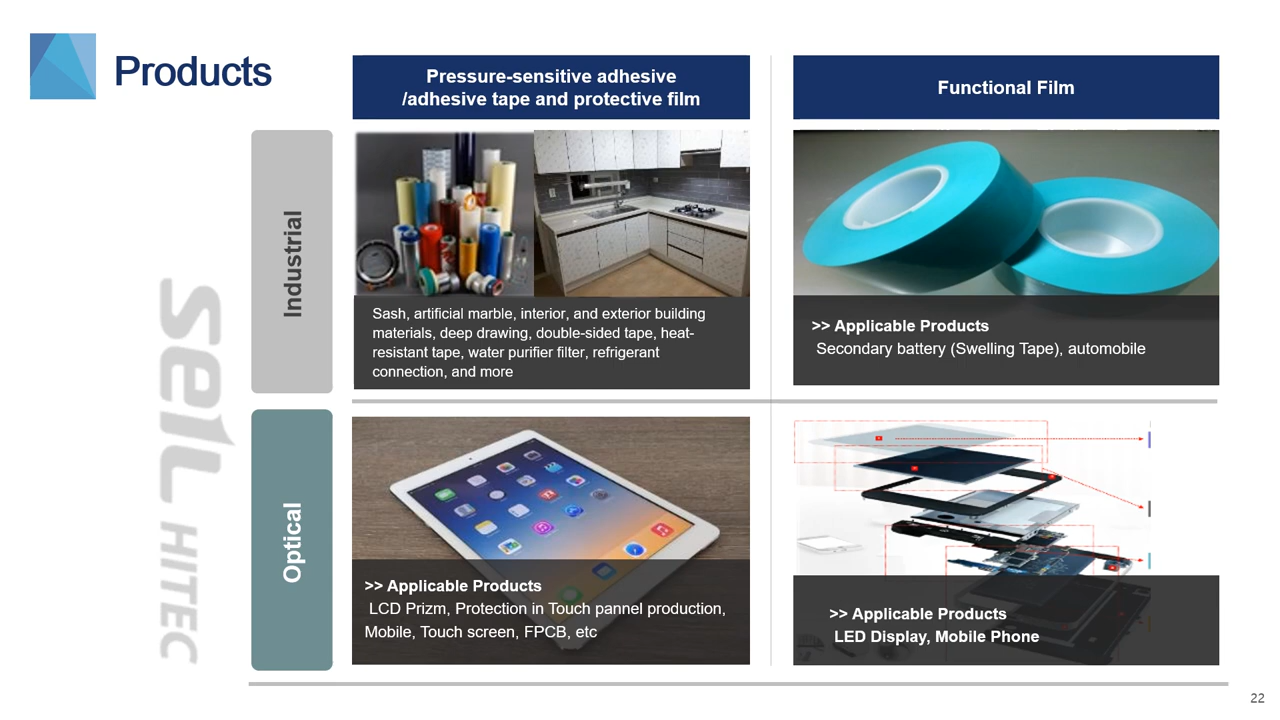 Products
Pressure-sensitive adhesive
/adhesive tape and protective film
Functional Film
Industrial
Sash, artificial marble, interior, and exterior building
materials, deep drawing, double-sided tape, heat-
resistant tape, water purifier filter, refrigerant
connection, and more
>> Applicable Products
Secondary battery (Swelling Tape), automobile
Optical
>> Applicable Products
LCD Prizm, Protection in Touch pannel production,
Mobile, Touch screen, FPCB, etc
>> Applicable Products
LED Display, Mobile Phone
SeIL HITEC
22